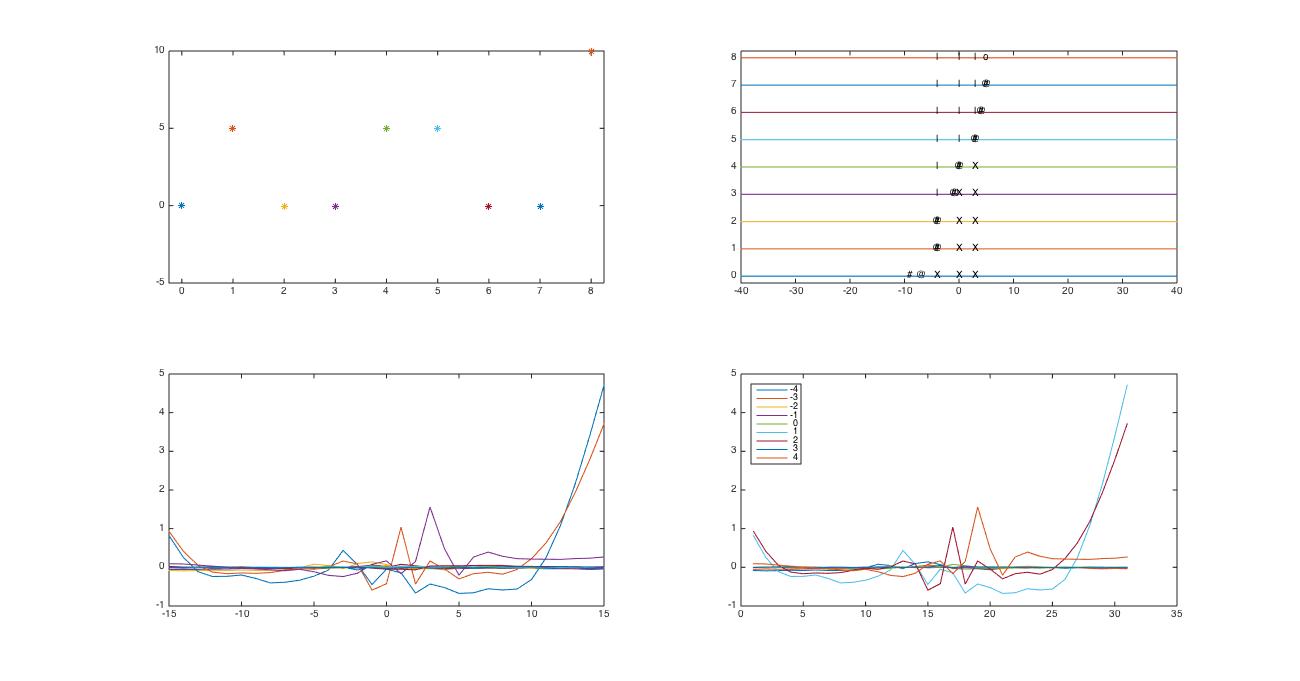 10
5
0
-5
0 1 2 3 4 5 6 7 8
8 | | | o
7 | | | @
6 | | | @
5 | | @
4 | @ X
3 | # X X
2 @ X X
1 @ X X
0 # @ X X X
-40 -30 -20 -10 0 10 20 30 40
5
4
3
2
1
0
-1
-15 -10 -5 0 5 10 15
5
4
3
2
1
0
-1
0 5 10 15 20 25 30 35
-4
-3
-2
-1
0
1
2
3
4